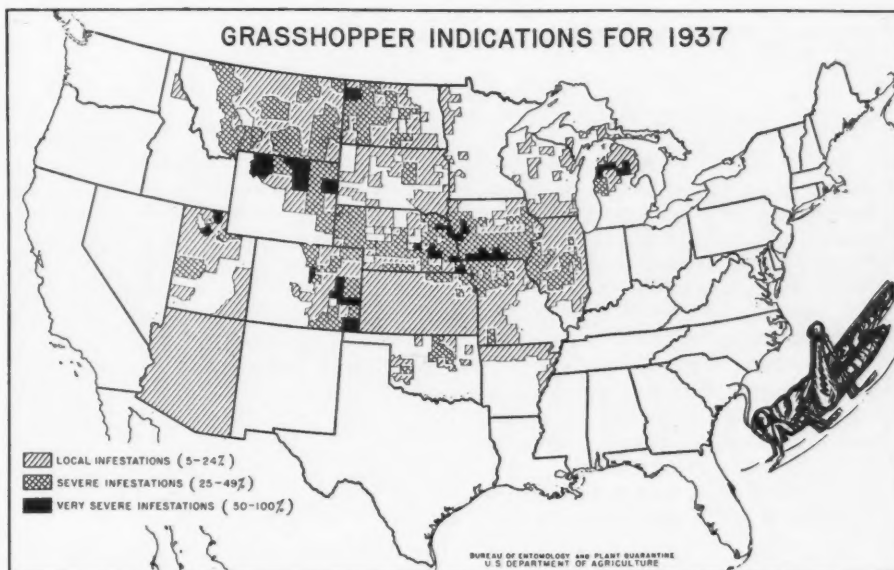 GRASSHOPPER INDICATIONS FOR 1937
LOCAL INFESTATIONS (5-24%)
SEVERE INFESTATIONS (25-49%)
VERY SEVERE INFESTATIONS (50-100%)
BUREAU OF ENTOMOLOGY AND PLANT QUARANTINE
U.S. DEPARTMENT OF AGRICULTURE